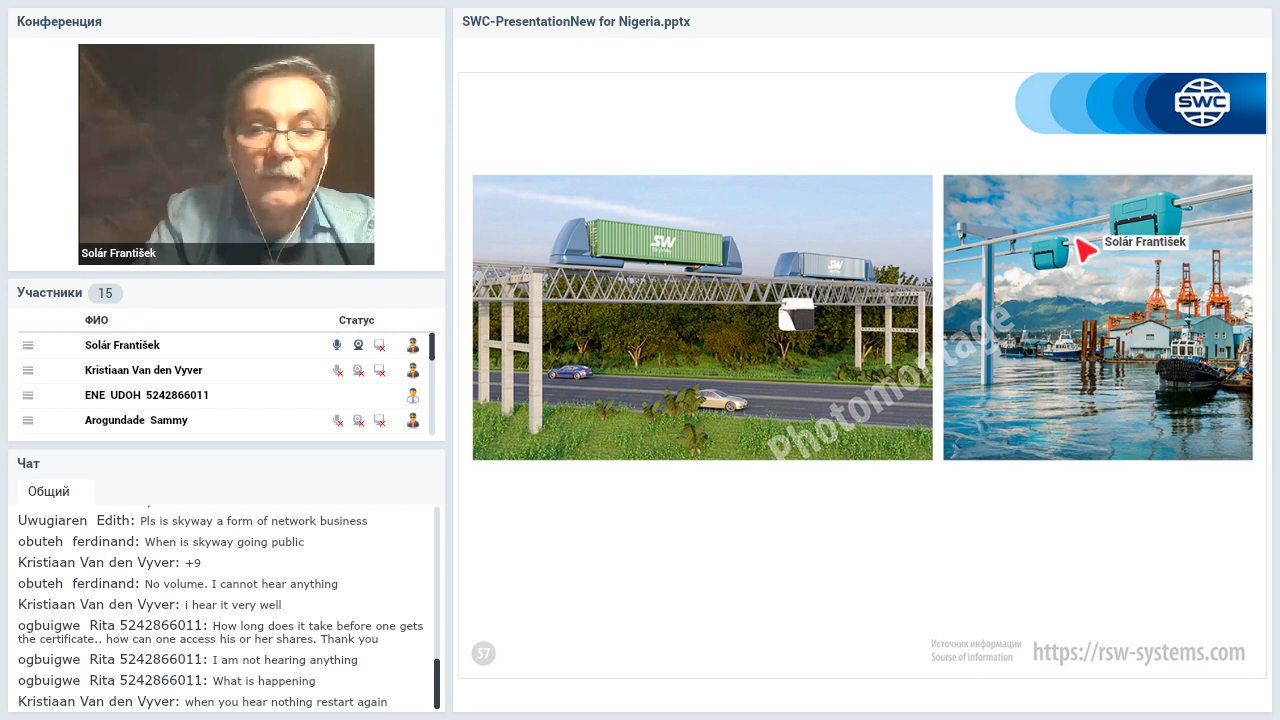 Конференция
Solár František
Участники 15
ФИО Статус
Solár František
Kristiaan Van den Vyver
ENE UDOH 5242866011
Arogundade Sammy
Чат
Общий
Uwugiaren Edith: Pls is skyway a form of network business
obuteh ferdinand: When is skyway going public
Kristiaan Van den Vyver: +9
obuteh ferdinand: No volume. I cannot hear anything
Kristiaan Van den Vyver: i hear it very well
ogbuigwe Rita 5242866011: How long does it take before one gets
the certificate.. how can one access his or her shares. Thank you
ogbuigwe Rita 5242866011: I am not hearing anything
ogbuigwe Rita 5242866011: What is happening
Kristiaan Van den Vyver: when you hear nothing restart again
SWC-PresentationNew for Nigeria.pptx
SWC
SW
Solár František
Photomontage
57
Источник информации
Sourse of information
https://rsw-systems.com